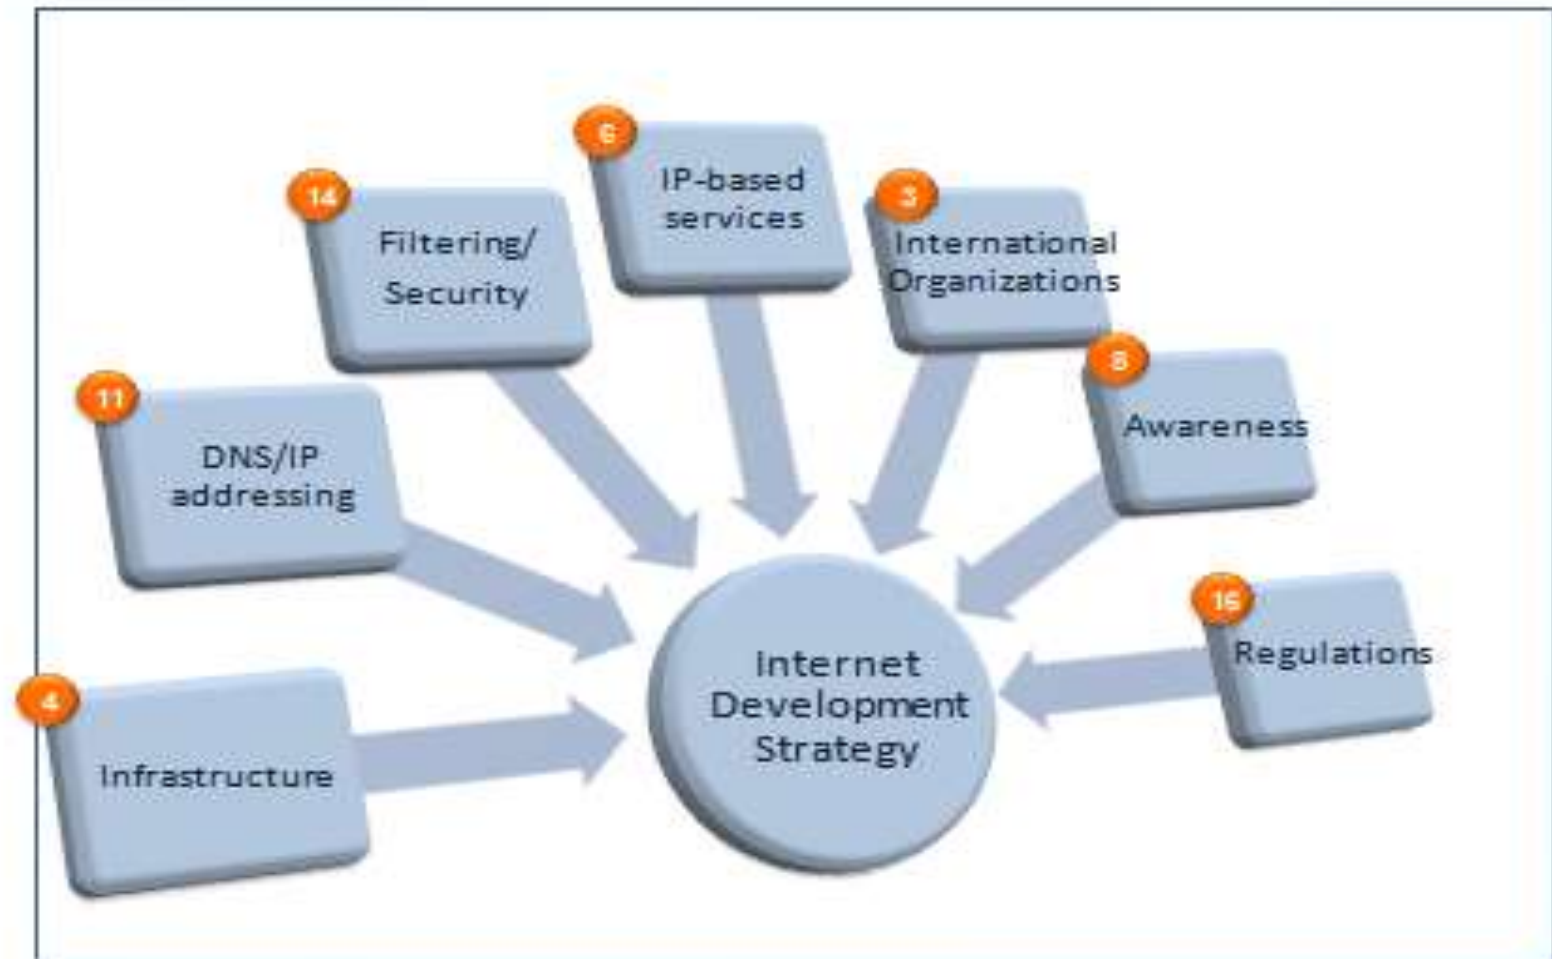 6
IP-based
services
14
Filtering/
Security
3
International
Organizations
8
Awareness
11
DNS/IP
addressing
Regulations
4
Infrastructure
Internet
Development
Strategy